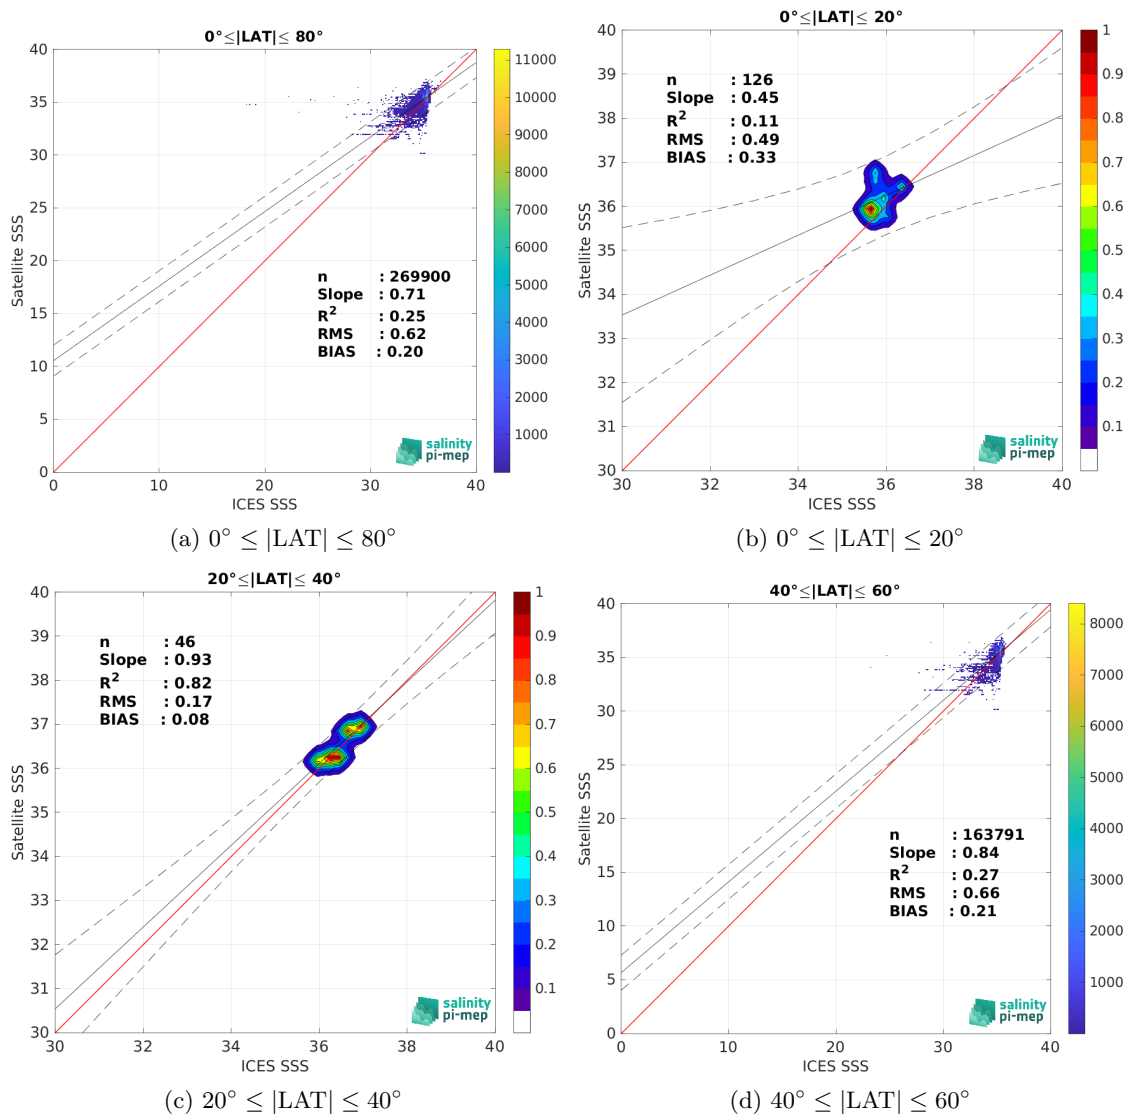 0°≤|LAT|≤ 80°
Satellite SSS
40
35
30
25
20
15
10
5
0
n : 269900
Slope : 0.71
R² : 0.25
RMS : 0.62
BIAS : 0.20
salinity
pi-mep
0 10 20 30 40
ICES SSS
11000
10000
9000
8000
7000
6000
5000
4000
3000
2000
1000
(a) 0° ≤ |LAT| ≤ 80°
0°≤|LAT|≤ 20°
Satellite SSS
40
39
38
37
36
35
34
33
32
31
30
n : 126
Slope : 0.45
R² : 0.11
RMS : 0.49
BIAS : 0.33
salinity
pi-mep
30 32 34 36 38 40
ICES SSS
1
0.9
0.8
0.7
0.6
0.5
0.4
0.3
0.2
0.1
(b) 0° ≤ |LAT| ≤ 20°
20°≤|LAT|≤ 40°
Satellite SSS
40
39
38
37
36
35
34
33
32
31
30
n : 46
Slope : 0.93
R² : 0.82
RMS : 0.17
BIAS : 0.08
salinity
pi-mep
30 32 34 36 38 40
ICES SSS
1
0.9
0.8
0.7
0.6
0.5
0.4
0.3
0.2
0.1
(c) 20° ≤ |LAT| ≤ 40°
40°≤|LAT|≤ 60°
Satellite SSS
40
35
30
25
20
15
10
5
0
n : 163791
Slope : 0.84
R² : 0.27
RMS : 0.66
BIAS : 0.21
salinity
pi-mep
0 10 20 30 40
ICES SSS
8000
7000
6000
5000
4000
3000
2000
1000
(d) 40° ≤ |LAT| ≤ 60°